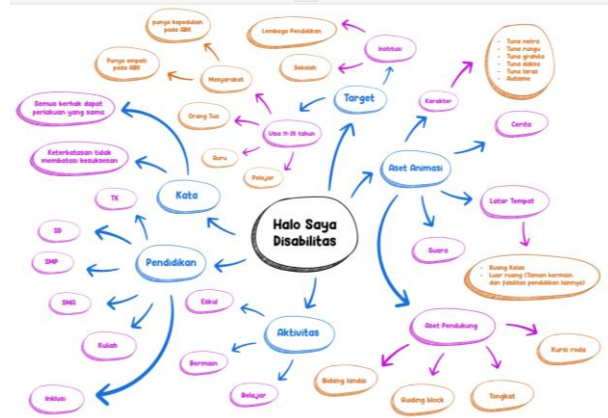 punya kepedulian
pada ABK
Lembaga Pendidikan
Institusi
Sekolah
Punya empati
pada ABK
Masyarakat
Target
- Tuna netra
- Tuna rungu
- Tuna grahita
- Tuna daksa
- Tuna laras
- Autisme
Karakter
Semua berhak dapat
perlakuan yang sama
Orang Tua
Usia 11-25 tahun
Cerita
Keterbatasan tidak
membatasi kesuksesan
Guru
Pelajar
Aset Animasi
Kata
TK
Latar Tempat
Halo Saya
Disabilitas
SD
SMP
Pendidikan
Suara
- Ruang Kelas
- Luar ruang (Taman bermain
dan fasilitas pendidikan lainnya)
SMA
Eskul
Kuliah
Aktivitas
Aset Pendukung
Kursi roda
Bermain
Inklusi
Belajar
Bidang landai
Guiding block
Tongkat